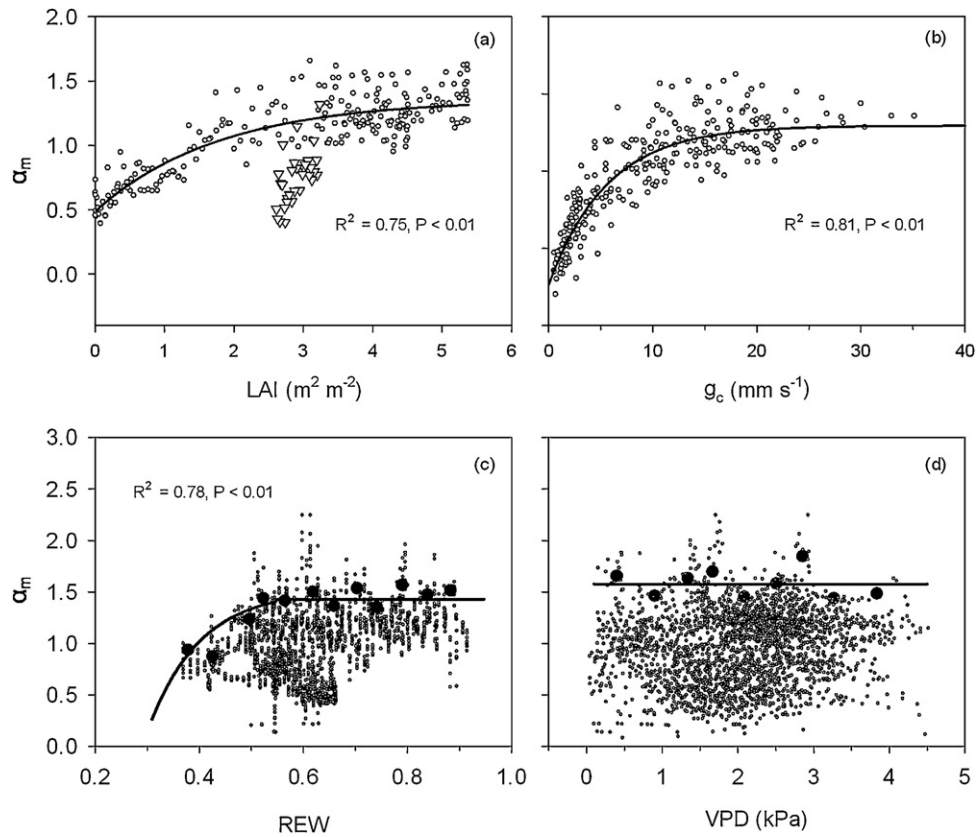 2.0
1.5
1.0
0.5
0.0
αm
(a)
R² = 0.75, P < 0.01
0 1 2 3 4 5 6
LAI (m² m⁻²)
(b)
R² = 0.81, P < 0.01
0 10 20 30 40
gc (mm s⁻¹)
3.0
2.5
2.0
1.5
1.0
0.5
0.0
αm
(c)
R² = 0.78, P < 0.01
0.2 0.4 0.6 0.8 1.0
REW
(d)
0 1 2 3 4 5
VPD (kPa)